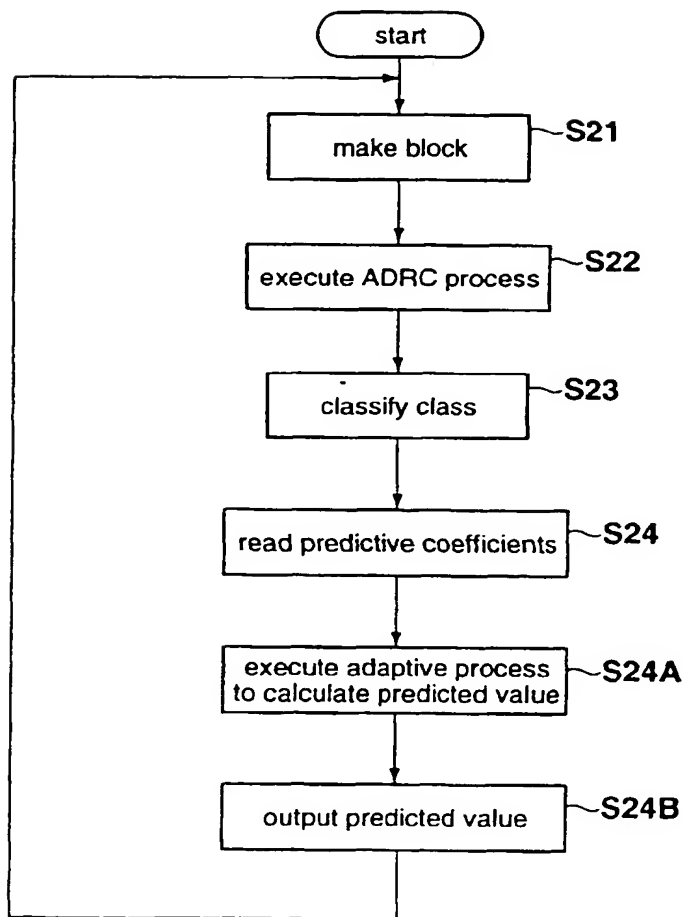 start
make block
S21
execute ADRC process
S22
classify class
S23
read predictive coefficients
S24
execute adaptive process
to calculate predicted value
S24A
output predicted value
S24B